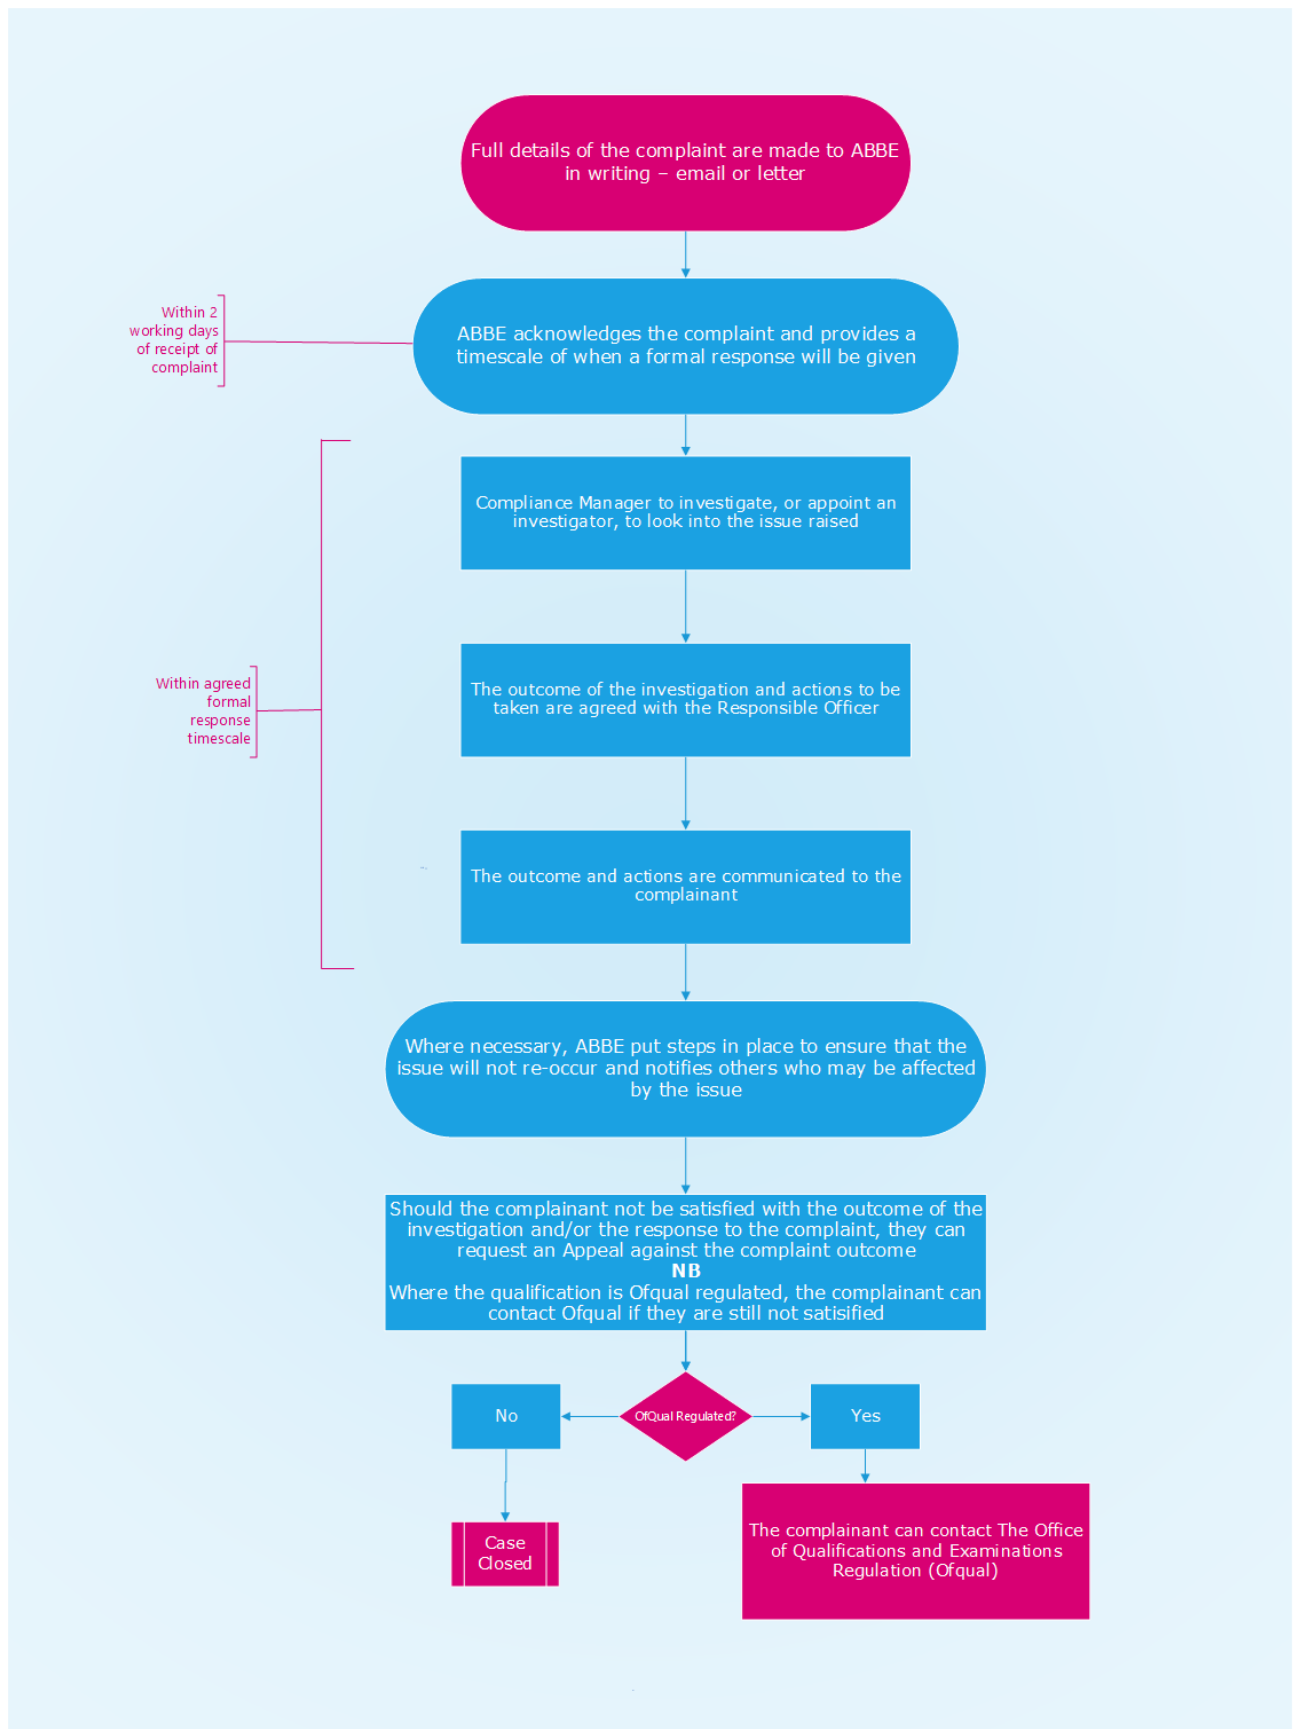 Full details of the complaint are made to ABBE
in writing – email or letter
Within 2
working days
of receipt of
complaint
ABBE acknowledges the complaint and provides a
timescale of when a formal response will be given
Compliance Manager to investigate, or appoint an
investigator, to look into the issue raised
Within agreed
formal
response
timescale
The outcome of the investigation and actions to be
taken are agreed with the Responsible Officer
The outcome and actions are communicated to the
complainant
Where necessary, ABBE put steps in place to ensure that the
issue will not re-occur and notifies others who may be affected
by the issue
Should the complainant not be satisfied with the outcome of the
investigation and/or the response to the complaint, they can
request an Appeal against the complaint outcome
NB
Where the qualification is Ofqual regulated, the complainant can
contact Ofqual if they are still not satisified
No
OfQual Regulated?
Yes
Case
Closed
The complainant can contact The Office
of Qualifications and Examinations
Regulation (Ofqual)